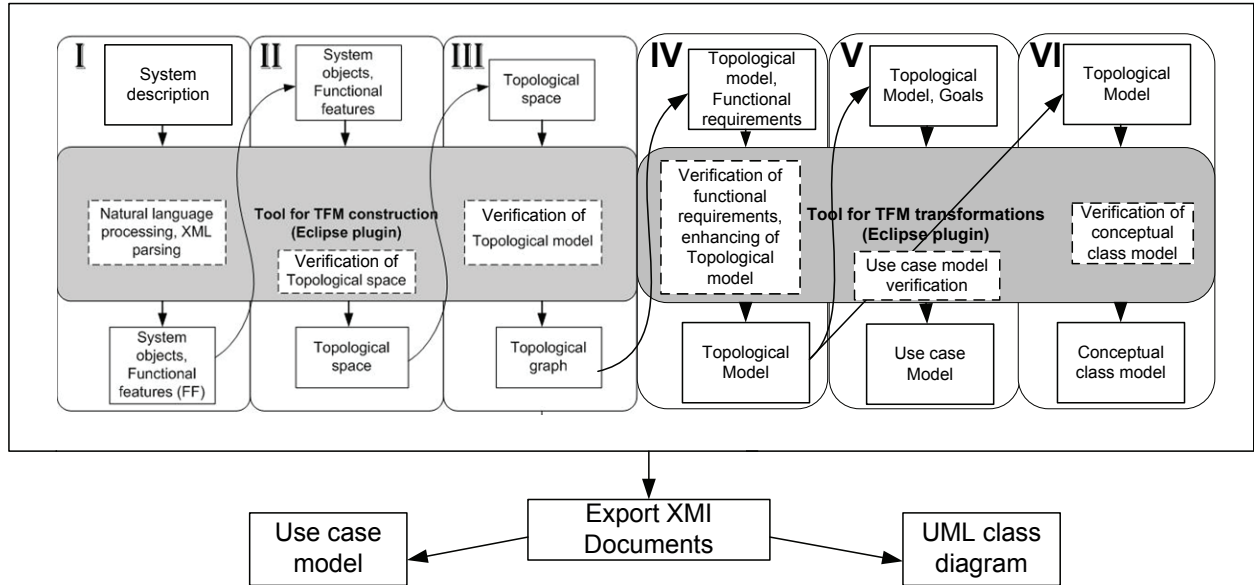 I
System
description
Natural language
processing, XML
parsing
System
objects,
Functional
features (FF)
II
System
objects,
Functional
features
Tool for TFM construction
(Eclipse plugin)
Verification of
Topological space
Topological
space
III
Topological
space
Verification of
Topological model
Topological
graph
IV
Topological
model,
Functional
requirements
Verification of
functional
requirements,
enhancing of
Topological
model
Topological
Model
V
Topological
Model, Goals
Tool for TFM transformations
(Eclipse plugin)
Use case model
verification
Use case
Model
VI
Topological
Model
Verification of
conceptual
class model
Conceptual
class model
Export XMI
Documents
Use case
model
UML class
diagram